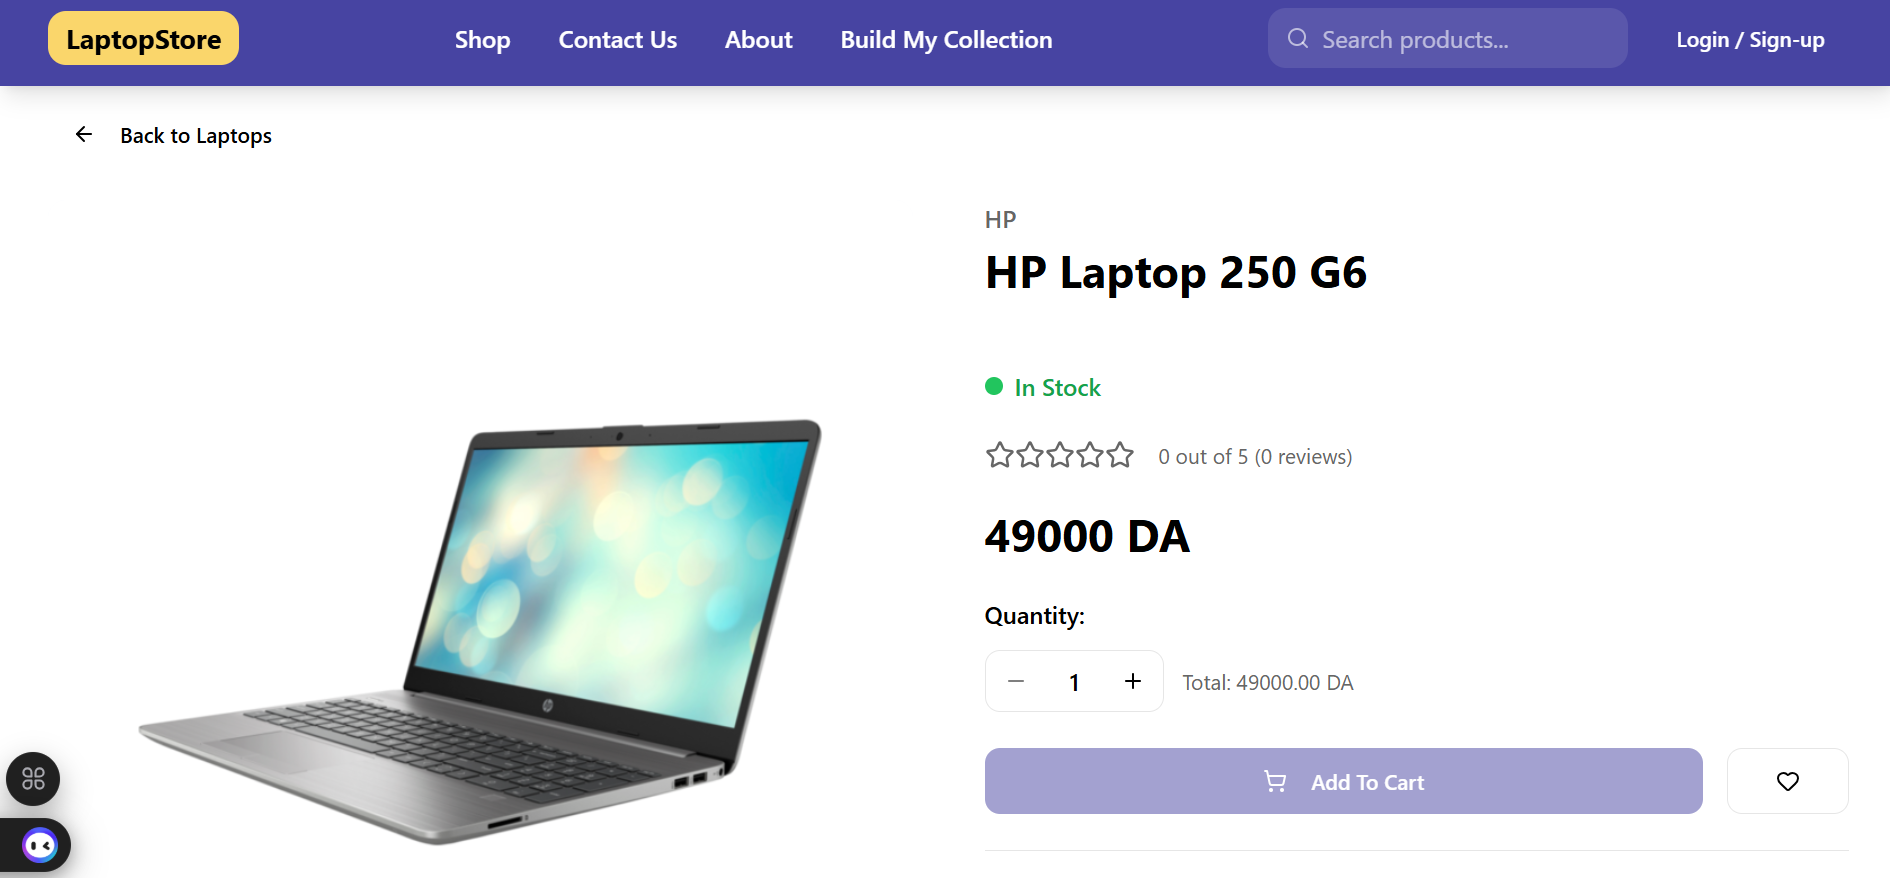 LaptopStore
Shop
Contact Us
About
Build My Collection
Search products...
Login / Sign-up
Back to Laptops
HP
HP Laptop 250 G6
In Stock
0 out of 5 (0 reviews)
49000 DA
Quantity:
1
Total: 49000.00 DA
Add To Cart
hp